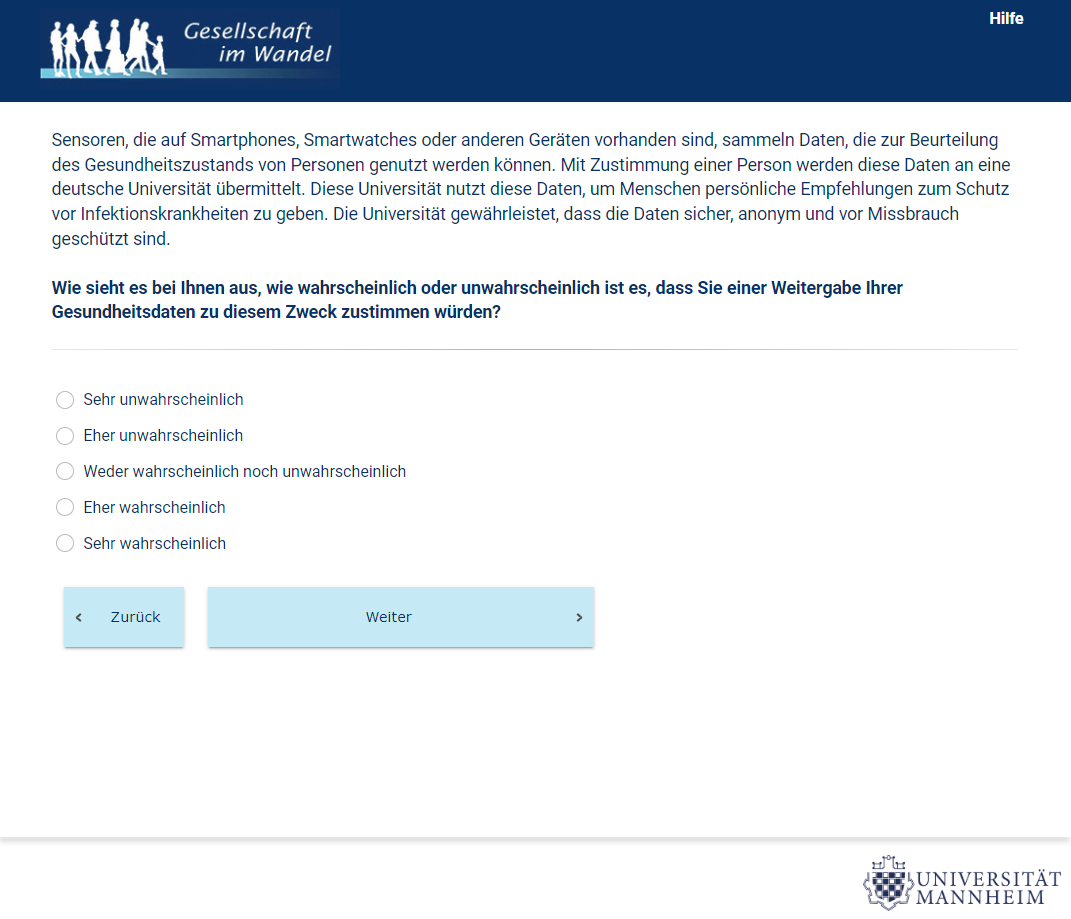 Gesellschaft
im Wandel
Hilfe
Sensoren, die auf Smartphones, Smartwatches oder anderen Geräten vorhanden sind, sammeln Daten, die zur Beurteilung
des Gesundheitszustands von Personen genutzt werden können. Mit Zustimmung einer Person werden diese Daten an eine
deutsche Universität übermittelt. Diese Universität nutzt diese Daten, um Menschen persönliche Empfehlungen zum Schutz
vor Infektionskrankheiten zu geben. Die Universität gewährleistet, dass die Daten sicher, anonym und vor Missbrauch
geschützt sind.
Wie sieht es bei Ihnen aus, wie wahrscheinlich oder unwahrscheinlich ist es, dass Sie einer Weitergabe Ihrer
Gesundheitsdaten zu diesem Zweck zustimmen würden?
Sehr unwahrscheinlich
Eher unwahrscheinlich
Weder wahrscheinlich noch unwahrscheinlich
Eher wahrscheinlich
Sehr wahrscheinlich
Zurück
Weiter
UNIVERSITÄT
MANNHEIM